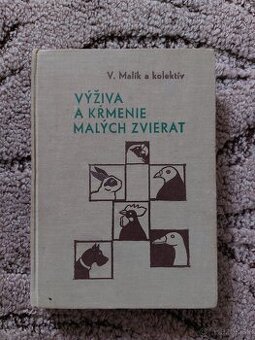 V. Malík a kolektív
VÝŽIVA
A KŔMENIE
MALÝCH ZVIERAT